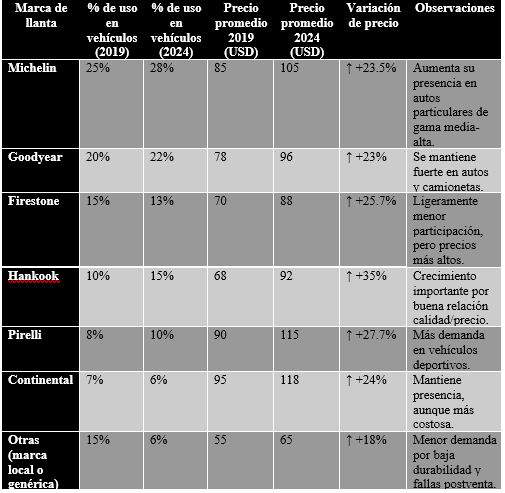 Marca de llanta | % de uso en vehículos (2019) | % de uso en vehículos (2024) | Precio promedio 2019 (USD) | Precio promedio 2024 (USD) | Variación de precio | Observaciones
Michelin | 25% | 28% | 85 | 105 | ↑ +23.5% | Aumenta su presencia en autos particulares de gama media-alta.
Goodyear | 20% | 22% | 78 | 96 | ↑ +23% | Se mantiene fuerte en autos y camionetas.
Firestone | 15% | 13% | 70 | 88 | ↑ +25.7% | Ligeramente menor participación, pero precios más altos.
Hankook | 10% | 15% | 68 | 92 | ↑ +35% | Crecimiento importante por buena relación calidad/precio.
Pirelli | 8% | 10% | 90 | 115 | ↑ +27.7% | Más demanda en vehículos deportivos.
Continental | 7% | 6% | 95 | 118 | ↑ +24% | Mantiene presencia, aunque más costosa.
Otras (marca local o genérica) | 15% | 6% | 55 | 65 | ↑ +18% | Menor demanda por baja durabilidad y fallas postventa.